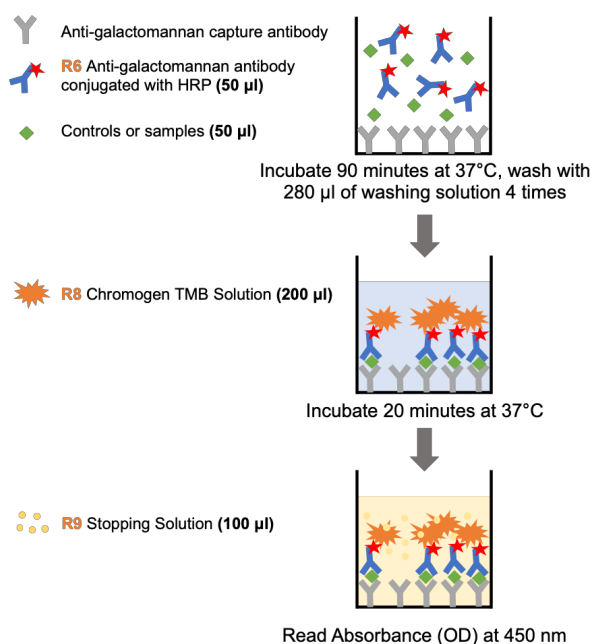 Anti-galactomannan capture antibody
R6 Anti-galactomannan antibody
conjugated with HRP (50 µl)
Controls or samples (50 µl)
Incubate 90 minutes at 37°C, wash with
280 µl of washing solution 4 times
R8 Chromogen TMB Solution (200 µl)
Incubate 20 minutes at 37°C
R9 Stopping Solution (100 µl)
Read Absorbance (OD) at 450 nm